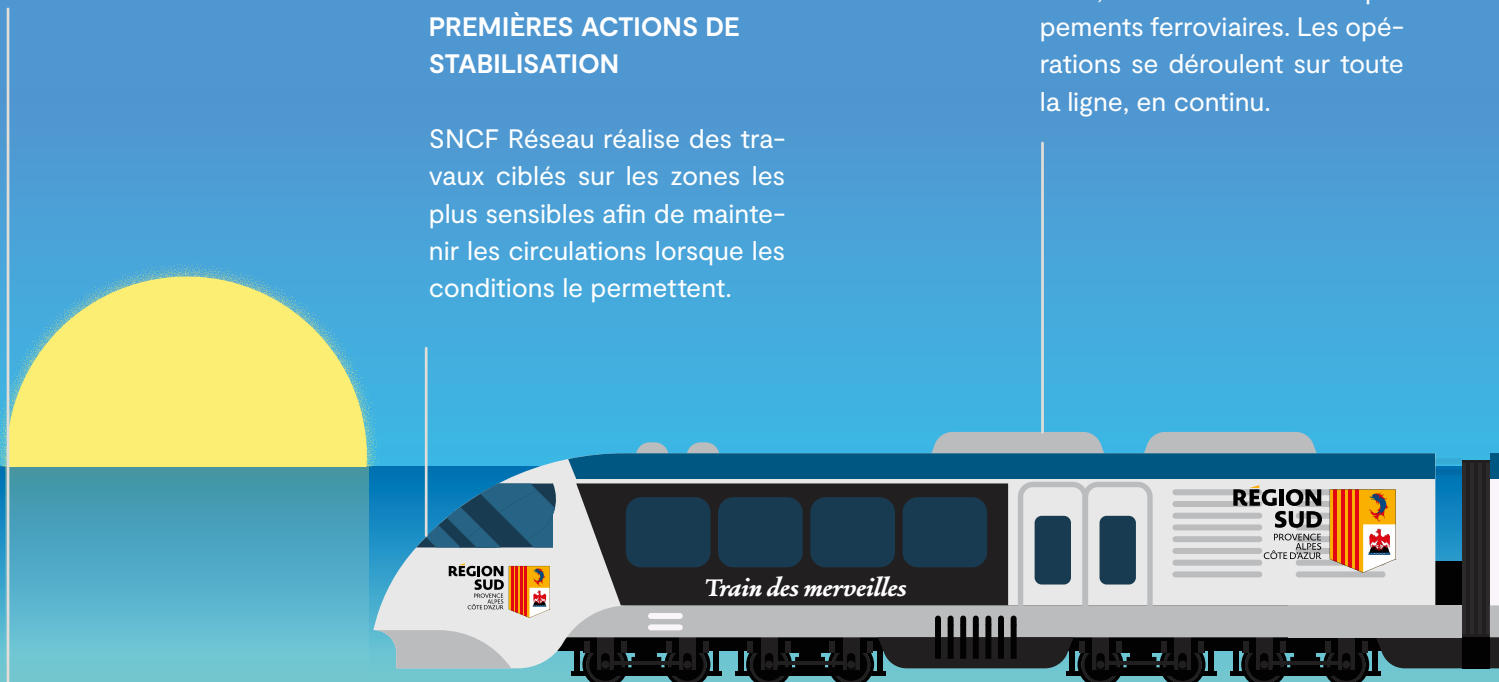 PREMIÈRES ACTIONS DE
STABILISATION
SNCF Réseau réalise des tra-
vaux ciblés sur les zones les
plus sensibles afin de mainte-
nir les circulations lorsque les
conditions le permettent.
pements ferroviaires. Les opé-
rations se déroulent sur toute
la ligne, en continu.
RÉGION
SUD
PROVENCE
ALPES
CÔTE D'AZUR
Train des merveilles
RÉGION
SUD
PROVENCE
ALPES
CÔTE D'AZUR